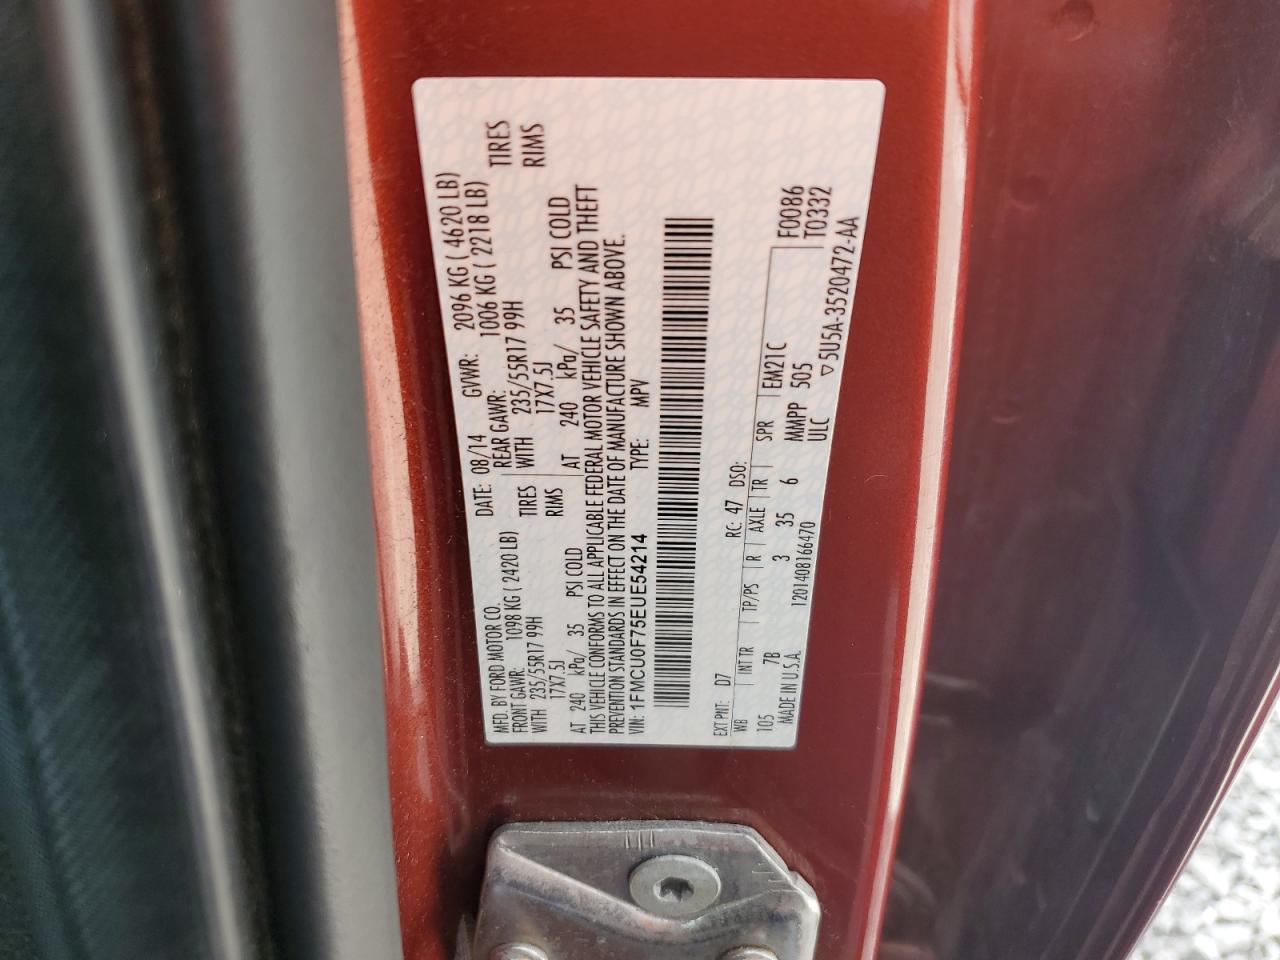 MFD. BY FORD MOTOR CO. DATE: 08/14 GVWR: 2096 KG ( 4620 LB)
FRONT GAWR: 1098 KG ( 2420 LB) REAR GAWR: 1006 KG ( 2218 LB)
WITH 235/55R17 99H TIRES WITH 235/55R17 99H TIRES
17X7.5J RIMS 17X7.5J RIMS
AT 240 kPa/ 35 PSI COLD AT 240 kPa/ 35 PSI COLD
THIS VEHICLE CONFORMS TO ALL APPLICABLE FEDERAL MOTOR VEHICLE SAFETY AND THEFT
PREVENTION STANDARDS IN EFFECT ON THE DATE OF MANUFACTURE SHOWN ABOVE.
VIN: 1FMCU0F75EUE54214 TYPE: MPV
EXT PNT: D7 RC: 47 DSO: F0086
WB INT TR TP/PS R AXLE TR SPR EM21C T0332
105 7B 3 35 6 MMPP 505
MADE IN U.S.A. 1201408166470 ULC ▽5U5A-3520472-AA